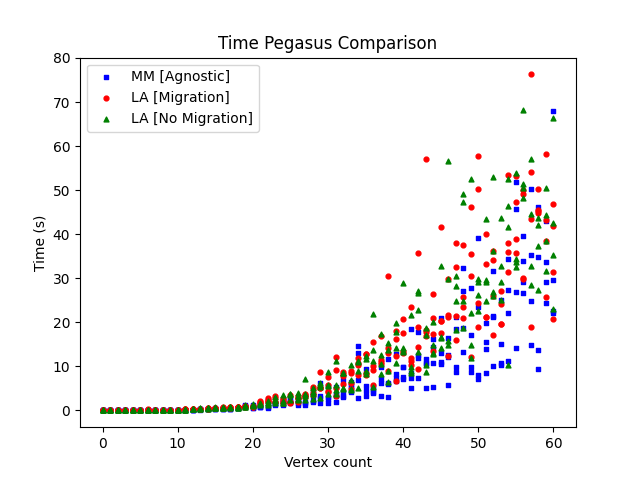 Time Pegasus Comparison
MM [Agnostic]
LA [Migration]
LA [No Migration]
Time (s)
80
70
60
50
40
30
20
10
0
0 10 20 30 40 50 60
Vertex count